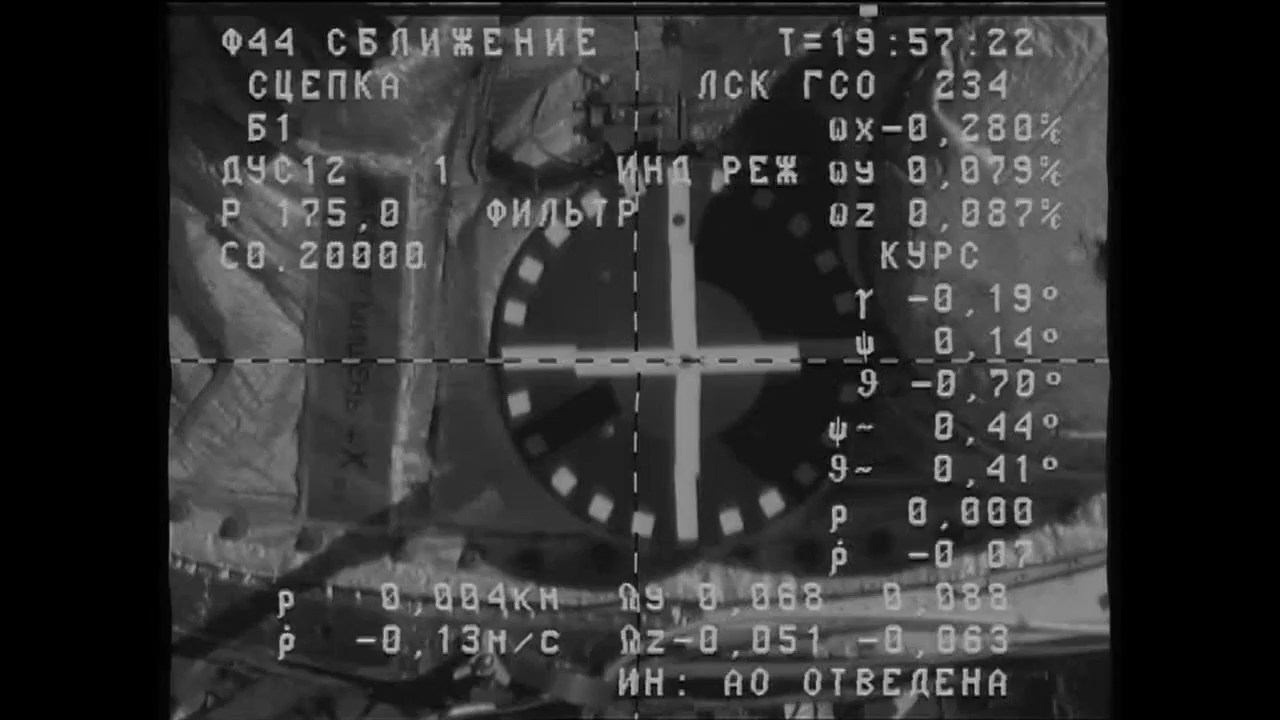 Ф44 СБЛИЖЕНИЕ T=19:57:22
СЦЕПКА ЛСК ГСО 234
Б1 ωX-0,280%
ДУС12 1 ИНД РЕЖ ωY 0,079%
Р 175,0 ФИЛЬТР ωZ 0,087%
С0.20000 КУРС
γ -0,19°
ψ 0,14°
ϑ -0,70°
ψ~ 0,44°
ϑ~ 0,41°
ρ 0,000
ρ̇ -0,07
ρ 0,004КМ Ωy 0,068 0,088
ρ̇ -0,13М/С Ωz-0,051 -0,063
ИН: АО ОТВЕДЕНА